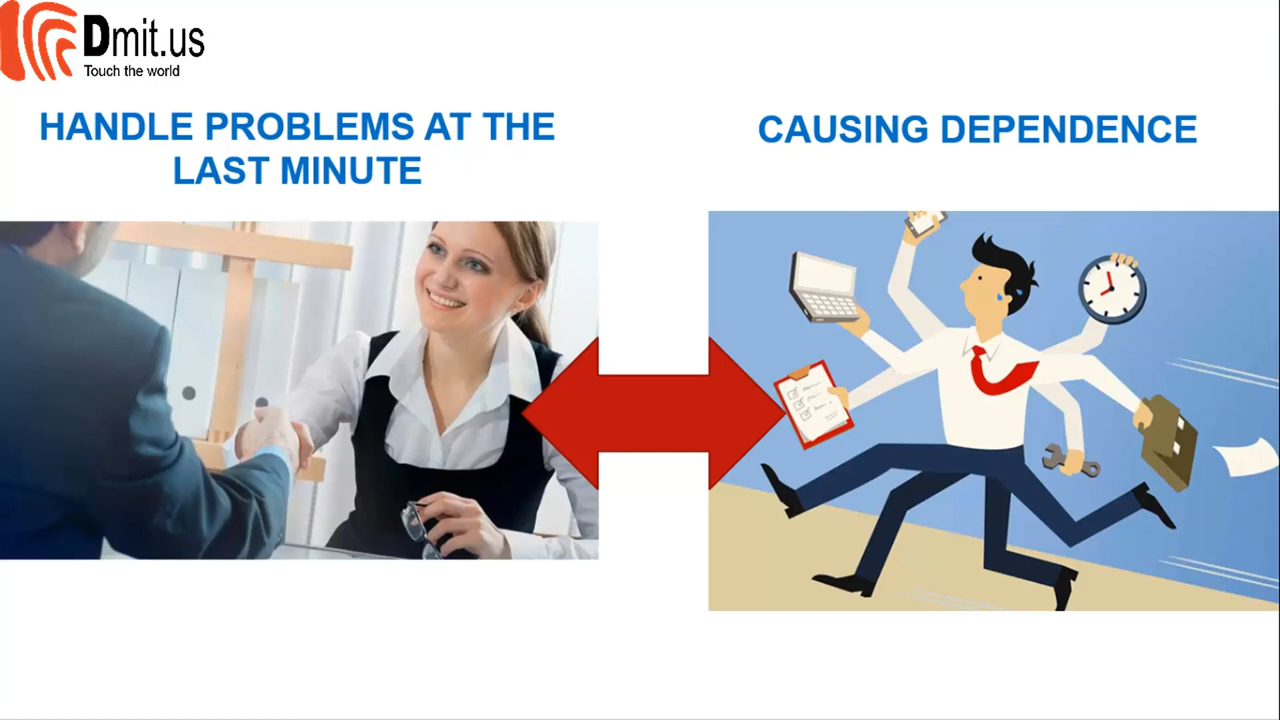 Dmit.us
Touch the world
HANDLE PROBLEMS AT THE
LAST MINUTE
CAUSING DEPENDENCE